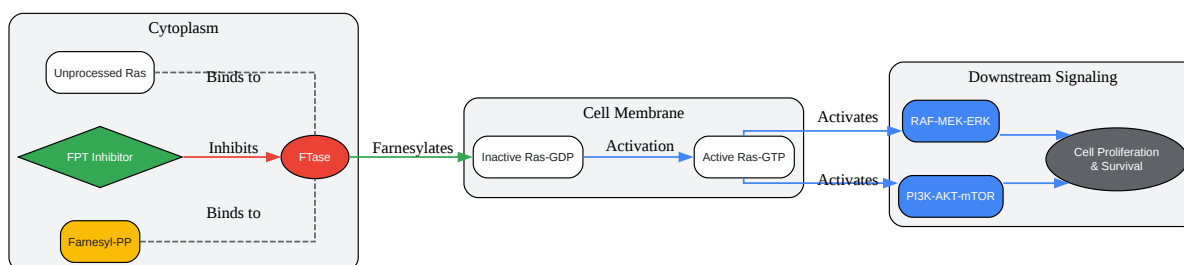 Cytoplasm
Unprocessed Ras
Binds to
FPT Inhibitor
Inhibits
FTase
Farnesyl-PP
Binds to
Farnesylates
Cell Membrane
Inactive Ras-GDP
Activation
Active Ras-GTP
Activates
Activates
Downstream Signaling
RAF-MEK-ERK
PI3K-AKT-mTOR
Cell Proliferation
& Survival